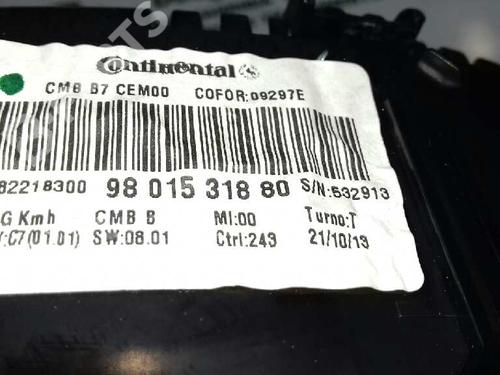 Continental
CMB B7 CEM00 COFOR:09297E
82218300 98 015 318 80 S/N:532913
G Kmh CMB B MI:00 Turno:T
:C7(01.01) SW:08.01 Ctrl:243 21/10/13